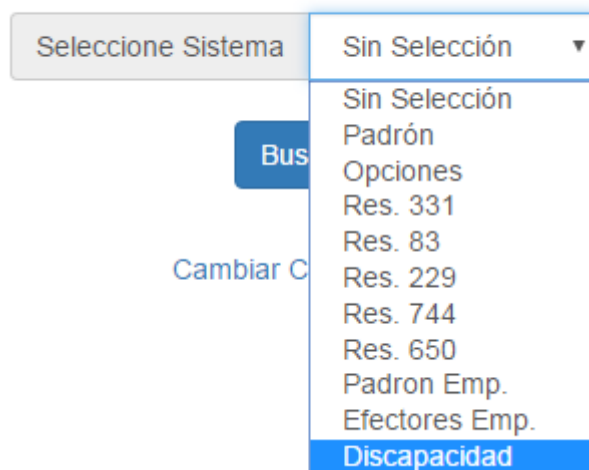 Seleccione Sistema Sin Selección
Sin Selección
Padrón
Opciones
Res. 331
Res. 83
Res. 229
Res. 744
Res. 650
Padron Emp.
Efectores Emp.
Discapacidad
Bus
Cambiar C